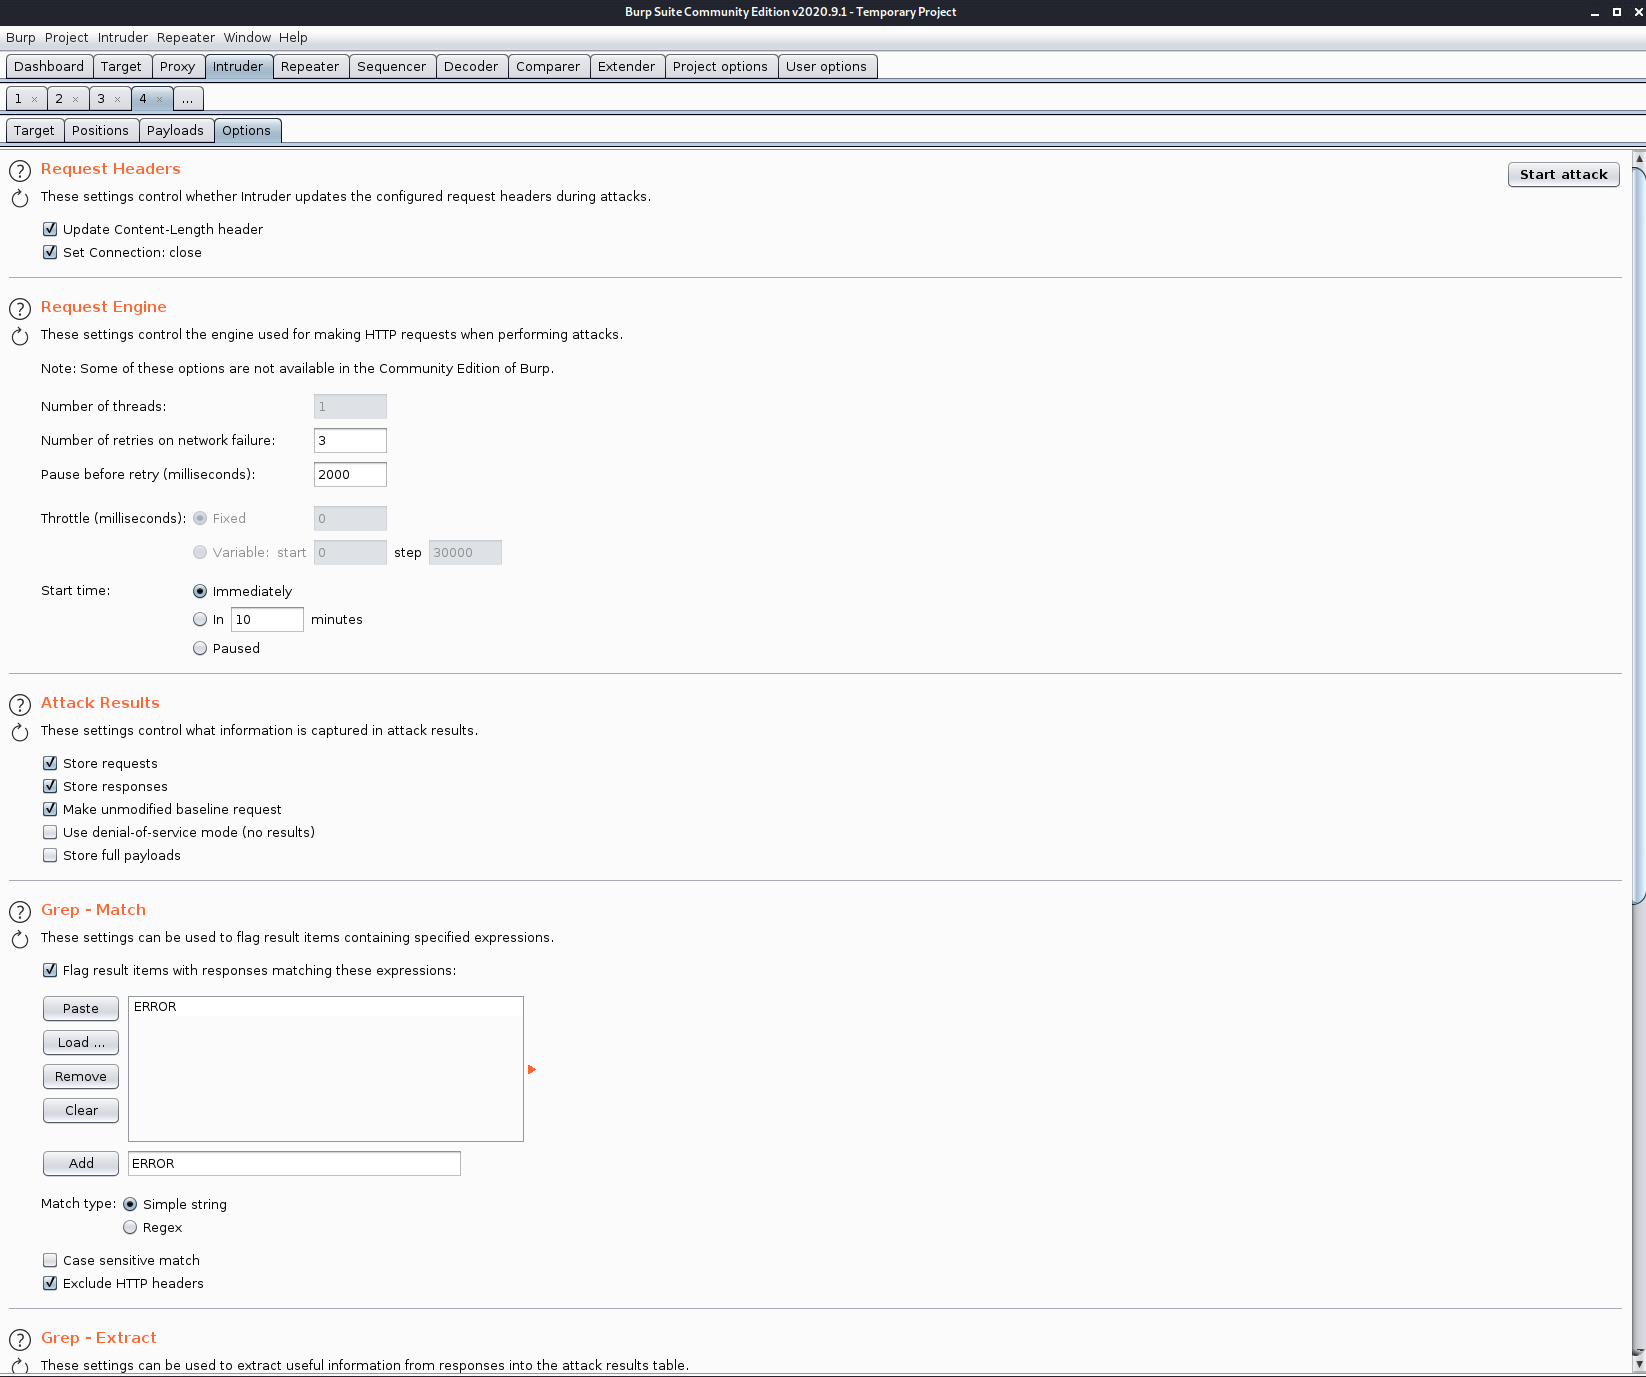 Burp Suite Community Edition v2020.9.1 - Temporary Project
Burp Project Intruder Repeater Window Help
Dashboard Target Proxy Intruder Repeater Sequencer Decoder Comparer Extender Project options User options
1 × 2 × 3 × 4 × ...
Target Positions Payloads Options
Request Headers
Start attack
These settings control whether Intruder updates the configured request headers during attacks.
Update Content-Length header
Set Connection: close
Request Engine
These settings control the engine used for making HTTP requests when performing attacks.
Note: Some of these options are not available in the Community Edition of Burp.
Number of threads: 1
Number of retries on network failure: 3
Pause before retry (milliseconds): 2000
Throttle (milliseconds): Fixed 0
Variable: start 0 step 30000
Start time: Immediately
In 10 minutes
Paused
Attack Results
These settings control what information is captured in attack results.
Store requests
Store responses
Make unmodified baseline request
Use denial-of-service mode (no results)
Store full payloads
Grep - Match
These settings can be used to flag result items containing specified expressions.
Flag result items with responses matching these expressions:
Paste ERROR
Load ...
Remove
Clear
Add ERROR
Match type: Simple string
Regex
Case sensitive match
Exclude HTTP headers
Grep - Extract
These settings can be used to extract useful information from responses into the attack results table.